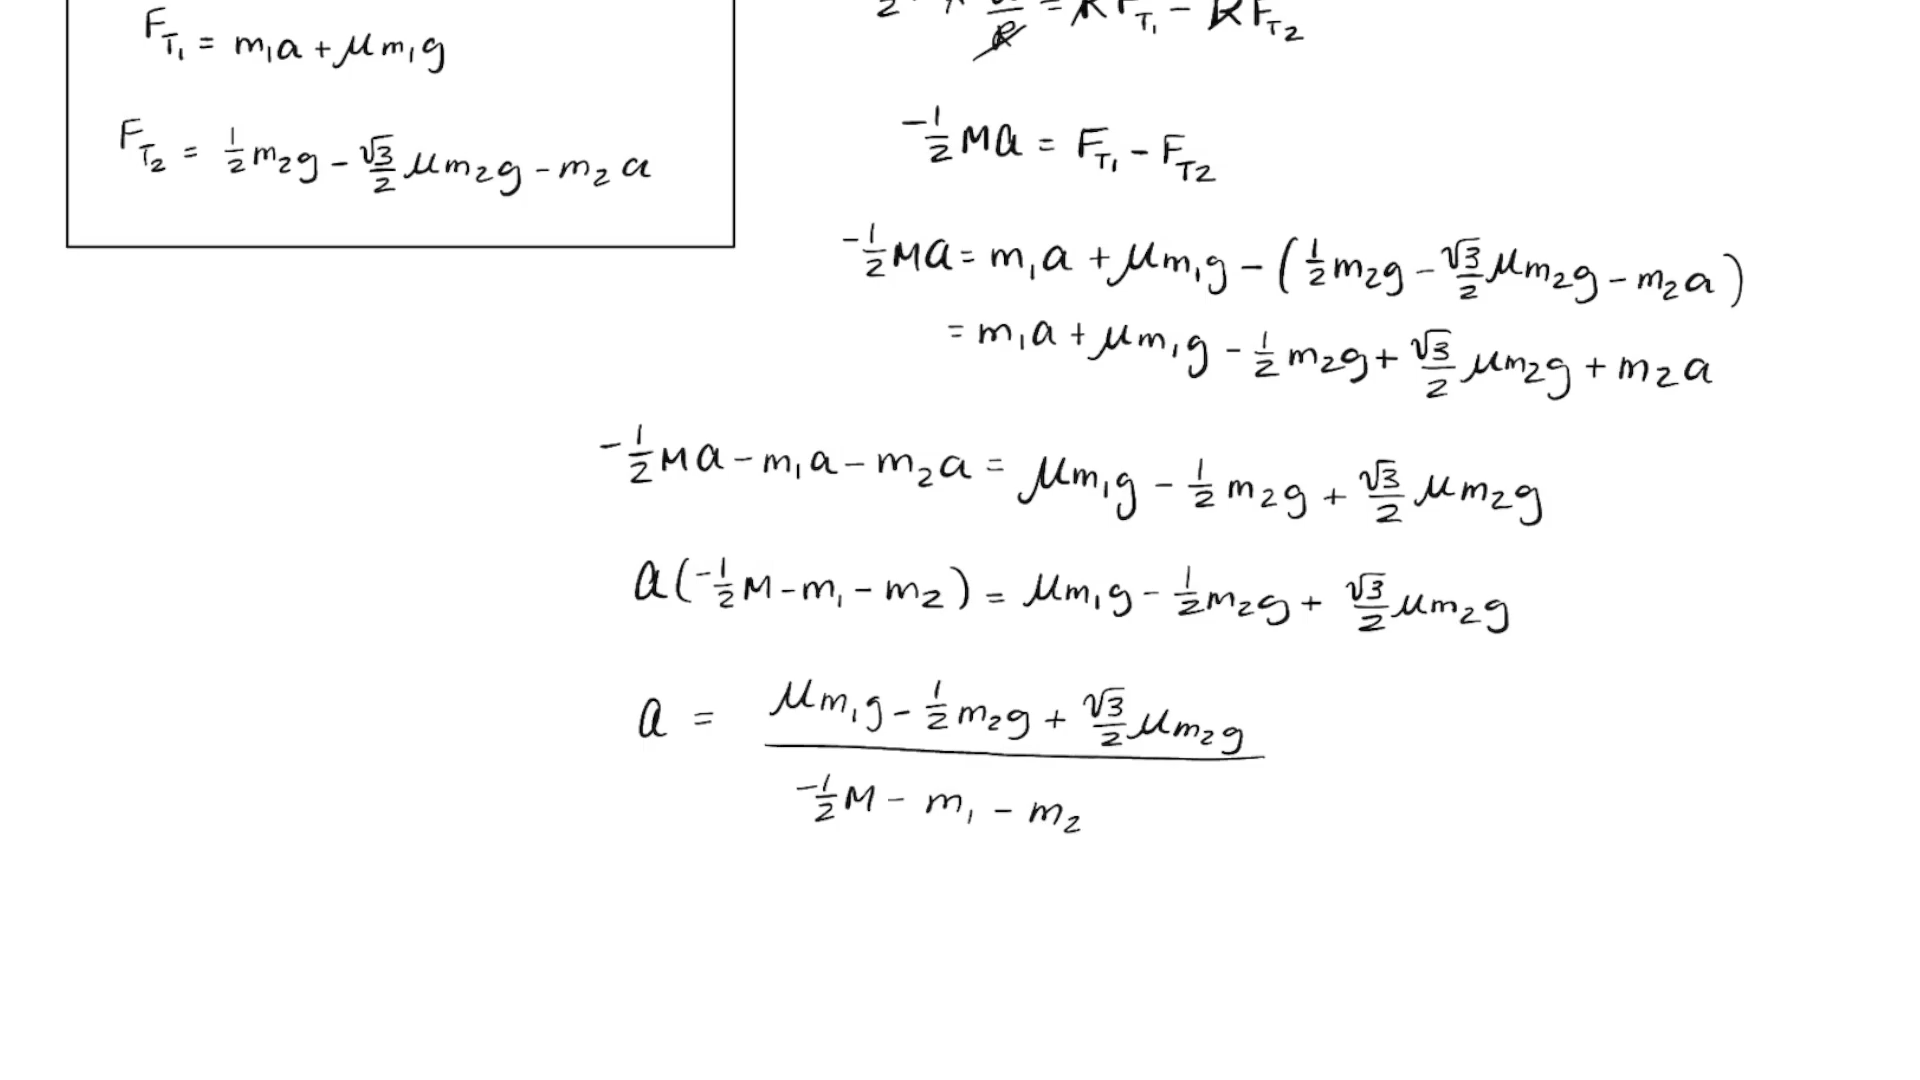 F_T₁ = m₁a + μm₁g
F_T₂ = ½m₂g - √3/2 μm₂g - m₂a
= RF_T₁ - RF_T₂
-½Ma = F_T₁ - F_T₂
-½Ma = m₁a + μm₁g - (½m₂g - √3/2 μm₂g - m₂a)
= m₁a + μm₁g - ½m₂g + √3/2 μm₂g + m₂a
-½Ma - m₁a - m₂a = μm₁g - ½m₂g + √3/2 μm₂g
a(-½M - m₁ - m₂) = μm₁g - ½m₂g + √3/2 μm₂g
a = μm₁g - ½m₂g + √3/2 μm₂g
-½M - m₁ - m₂